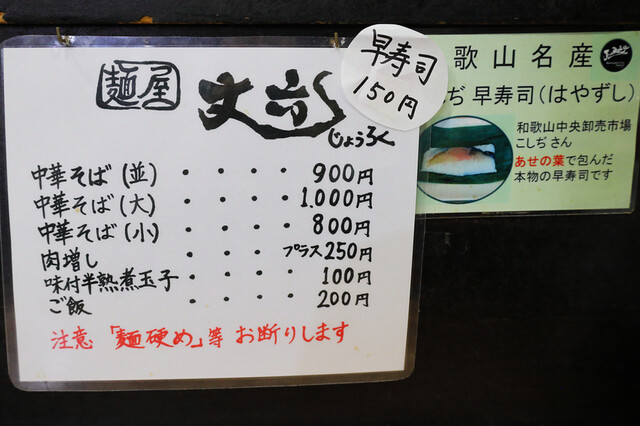 麺屋 丈六
じょうろく
中華そば(並)・・・・900円
中華そば(大)・・・・1,000円
中華そば(小)・・・・800円
肉増し・・・プラス250円
味付半熟煮玉子・・・100円
ご飯・・・・200円
注意「麺硬め」等 お断りします
早寿司
150円
歌山名産
ぢ 早寿司(はやずし)
和歌山中央卸売市場
こしぢさん
あせの葉で包んだ
本物の早寿司です